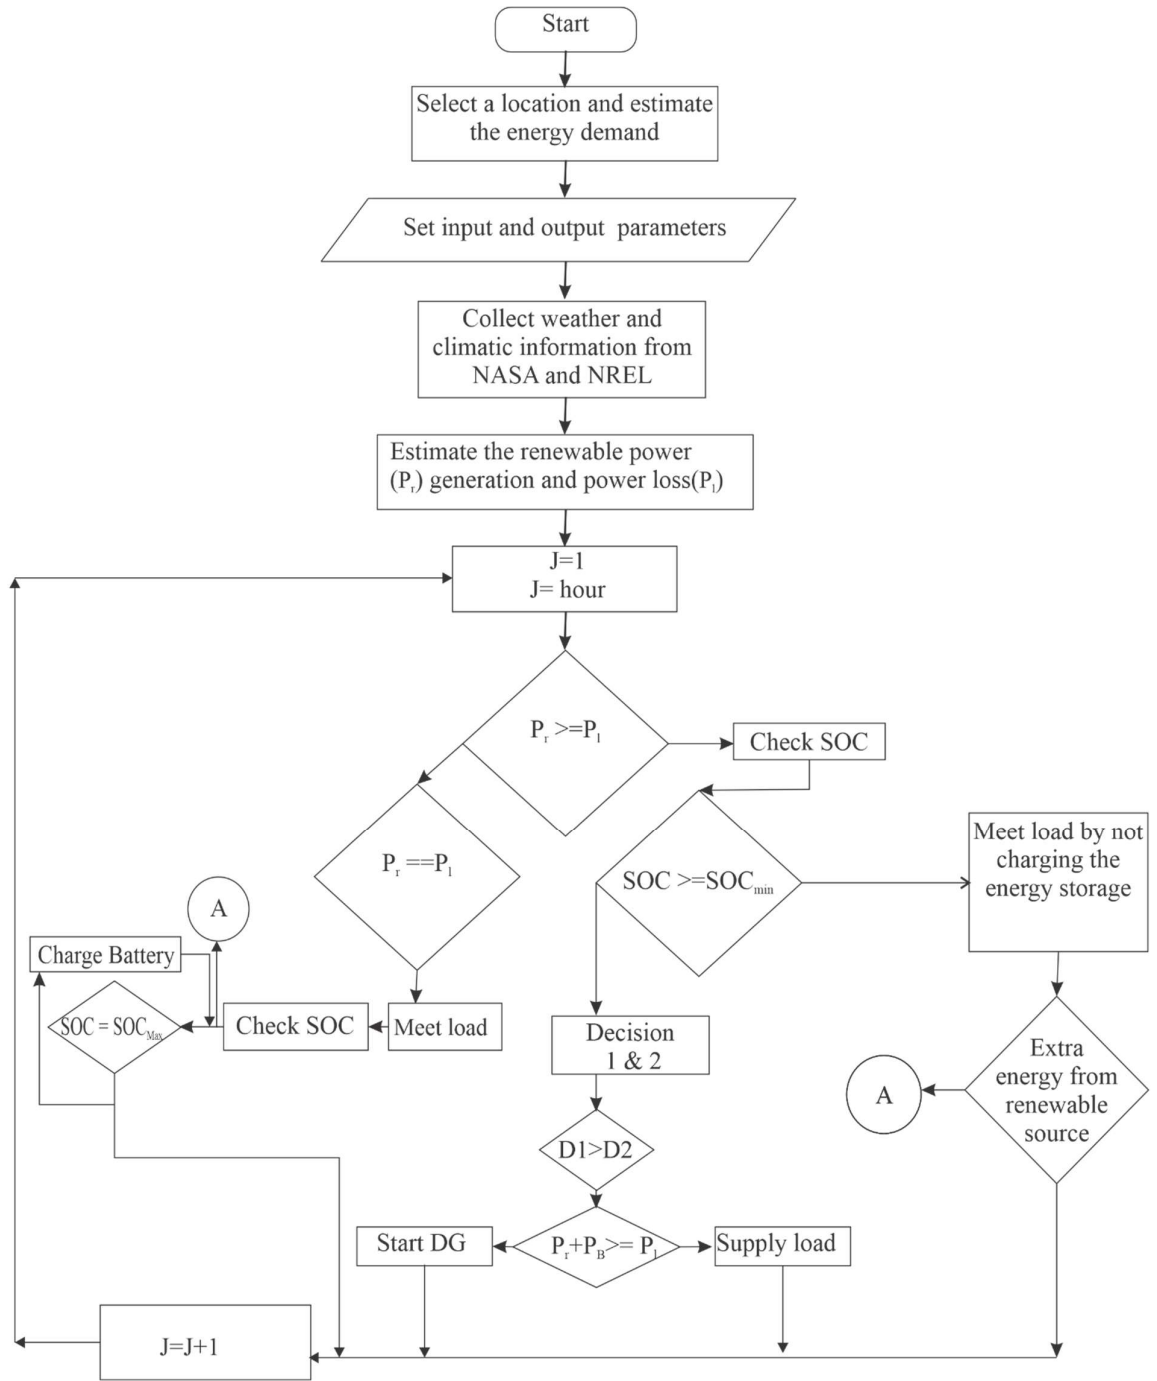 Start
Select a location and estimate
the energy demand
Set input and output parameters
Collect weather and
climatic information from
NASA and NREL
Estimate the renewable power
(Pr) generation and power loss(Pl)
J=1
J= hour
Pr >=Pl
Check SOC
Pr ==Pl
SOC >=SOCmin
Meet load by not
charging the
energy storage
A
Charge Battery
SOC = SOCMax
Check SOC
Meet load
Decision
1 & 2
Extra
energy from
renewable
source
A
D1>D2
Start DG
Pr+PB>= Pl
Supply load
J=J+1